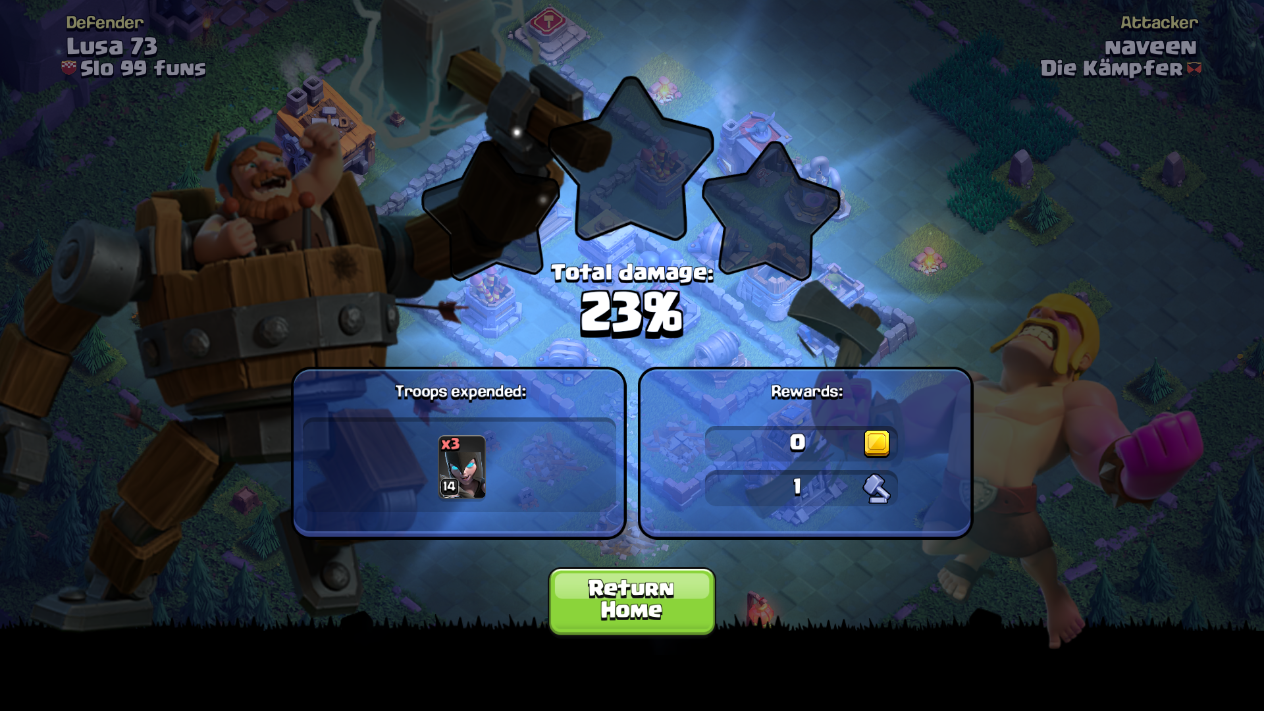 Defender
Lusa 73
Slo 99 funs
Attacker
naveen
Die Kämpfer
Total damage:
23%
Troops expended:
x3
14
Rewards:
0
1
Return
Home